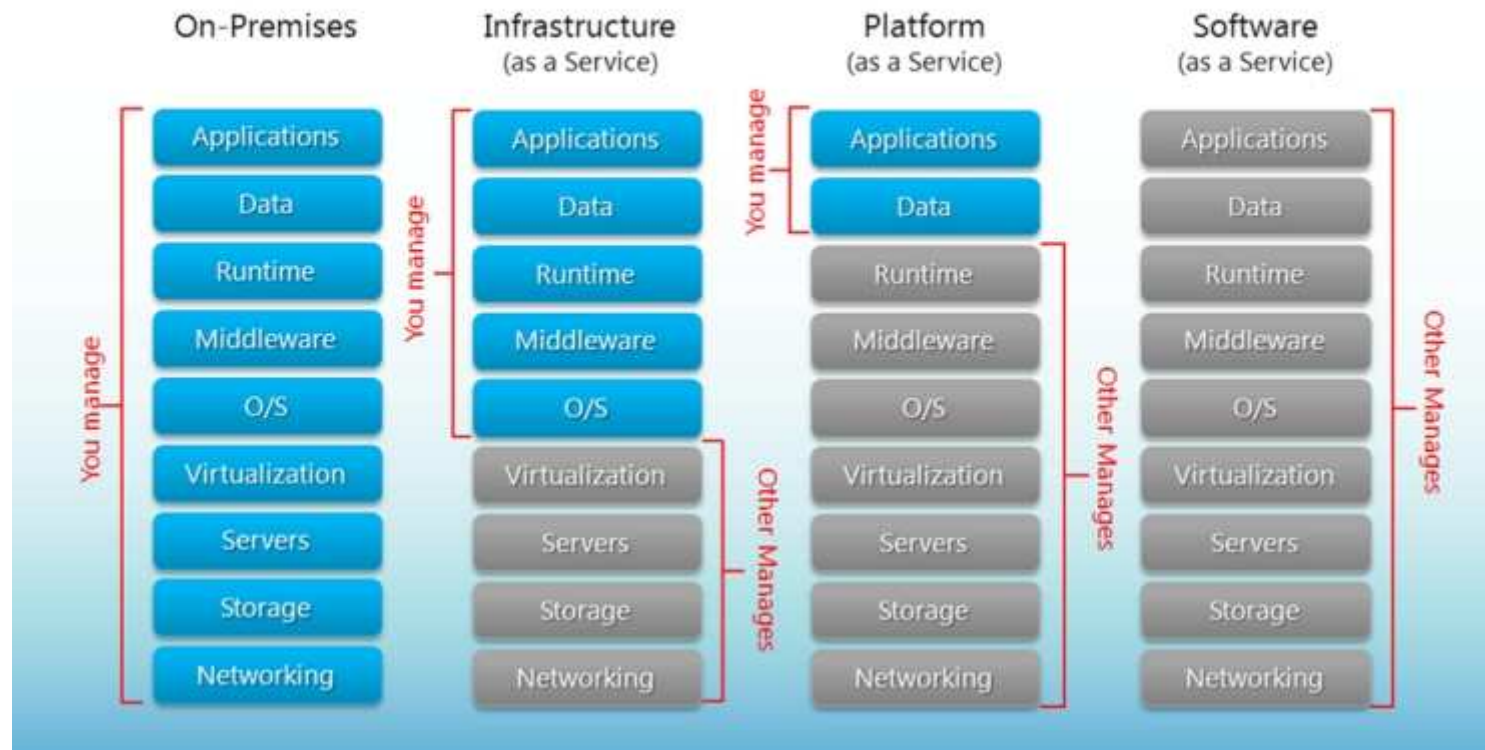 On-Premises
You manage
Applications
Data
Runtime
Middleware
O/S
Virtualization
Servers
Storage
Networking
Infrastructure
(as a Service)
You manage
Applications
Data
Runtime
Middleware
O/S
Virtualization
Servers
Storage
Networking
Other Manages
Platform
(as a Service)
You manage
Applications
Data
Runtime
Middleware
O/S
Virtualization
Servers
Storage
Networking
Other Manages
Software
(as a Service)
Applications
Data
Runtime
Middleware
O/S
Virtualization
Servers
Storage
Networking
Other Manages